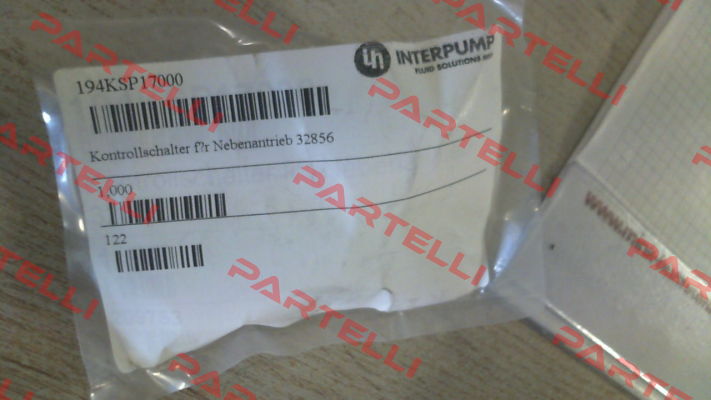 194KSP17000
INTERPUMP
FLUID SOLUTIONS
Kontrollschalter f?r Nebenantrieb 32856
1,000
122
PARTELLI